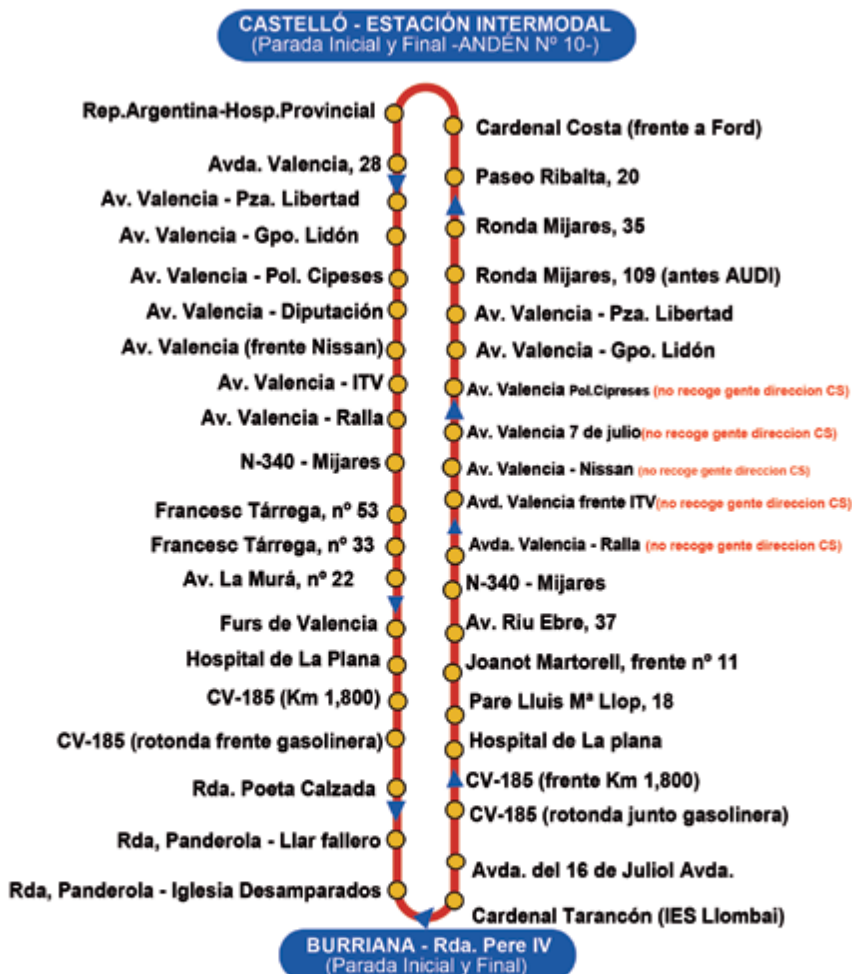 CASTELLÓ - ESTACIÓN INTERMODAL
(Parada Inicial y Final -ANDÉN Nº 10-)
Rep.Argentina-Hosp.Provincial
Avda. Valencia, 28
Av. Valencia - Pza. Libertad
Av. Valencia - Gpo. Lidón
Av. Valencia - Pol. Cipeses
Av. Valencia - Diputación
Av. Valencia (frente Nissan)
Av. Valencia - ITV
Av. Valencia - Ralla
N-340 - Mijares
Francesc Tárrega, nº 53
Francesc Tárrega, nº 33
Av. La Murá, nº 22
Furs de Valencia
Hospital de La Plana
CV-185 (Km 1,800)
CV-185 (rotonda frente gasolinera)
Rda. Poeta Calzada
Rda, Panderola - Llar fallero
Rda, Panderola - Iglesia Desamparados
Cardenal Costa (frente a Ford)
Paseo Ribalta, 20
Ronda Mijares, 35
Ronda Mijares, 109 (antes AUDI)
Av. Valencia - Pza. Libertad
Av. Valencia - Gpo. Lidón
Av. Valencia Pol.Cipreses (no recoge gente direccion CS)
Av. Valencia 7 de julio(no recoge gente direccion CS)
Av. Valencia - Nissan (no recoge gente direccion CS)
Avd. Valencia frente ITV(no recoge gente direccion CS)
Avda. Valencia - Ralla (no recoge gente direccion CS)
N-340 - Mijares
Av. Riu Ebre, 37
Joanot Martorell, frente nº 11
Pare Lluis Mª Llop, 18
Hospital de La plana
CV-185 (frente Km 1,800)
CV-185 (rotonda junto gasolinera)
Avda. del 16 de Juliol Avda.
Cardenal Tarancón (IES Llombai)
BURRIANA - Rda. Pere IV
(Parada Inicial y Final)